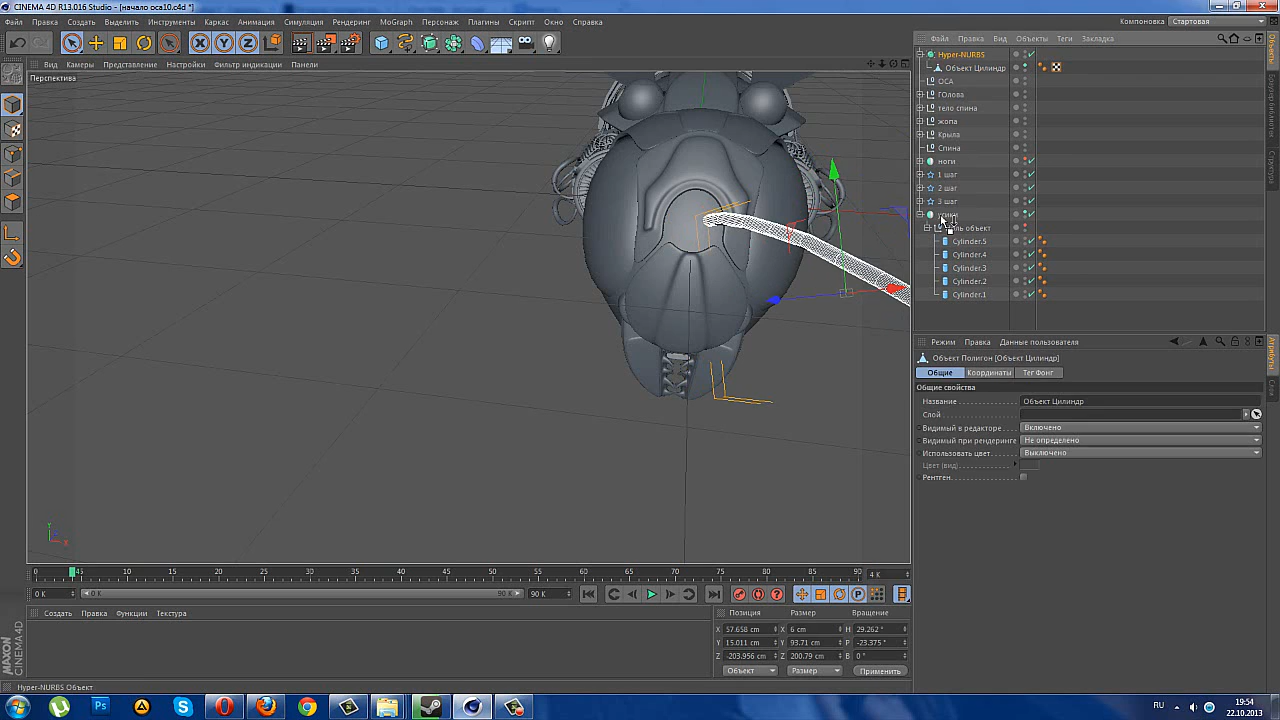 CINEMA 4D R13.016 Studio - [начало оса10.c4d *]
Файл Правка Создать Выделить Инструменты Каркас Анимация Симуляция Рендеринг MoGraph Персонаж Плагины Скрипт Окно Справка
Компоновка Стартовая
X Y Z
Файл Правка Вид Объекты Теги Закладка
Вид Камеры Представление Настройки Фильтр индикации Панели
Перспектива
Hyper-NURBS
Объект Цилиндр
ОСА
ГОлова
тело спина
жопа
Крыла
Спина
ноги
1 шаг
2 шаг
3 шаг
объект
Cylinder.5
Cylinder.4
Cylinder.3
Cylinder.2
Cylinder.1
Объекты
Браузер библиотек
Структура
Режим Правка Данные пользователя
Объект Полигон [Объект Цилиндр]
Общие Координаты Тег Фонг
Общие свойства
Название Объект Цилиндр
Слой
Видимый в редакторе Включено
Видимый при рендеринге Не определено
Использовать цвет Выключено
Цвет (вид)
Рентген
Атрибуты
Слои
Y
X
0 45 10 15 20 25 30 35 40 45 50 55 60 65 70 75 80 85 90 4 K
0 K 0 K 90 K 90 K
Создать Правка Функции Текстура
Позиция Размер Вращение
X 57.658 cm X 6 cm H 29.262 °
Y 15.011 cm Y 93.71 cm P -23.375 °
Z -203.956 cm Z 200.79 cm B 0 °
Объект Размер Применить
MAXON CINEMA 4D
Hyper-NURBS Объект
RU
19:54
22.10.2013